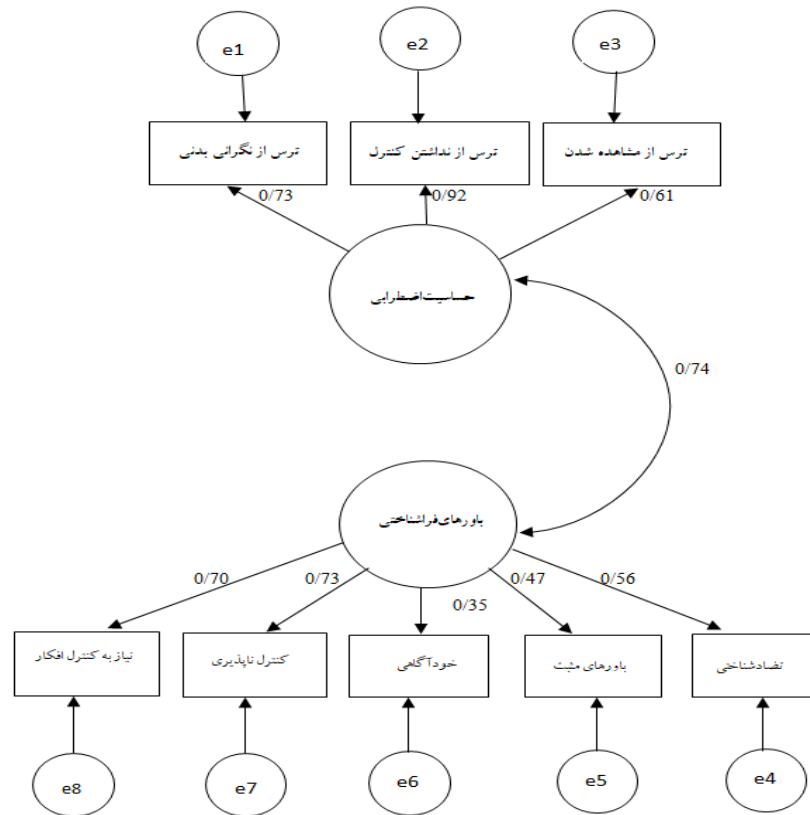 e1
e2
e3
ترس از نگرانی بدنی
ترس از نداشتن کنترل
ترس از مشاهده شدن
0/73
0/92
0/61
حساسیت اضطرابی
0/74
باورهای فراشناختی
0/70
0/73
0/35
0/47
0/56
نیاز به کنترل افکار
کنترل ناپذیری
خودآگاهی
باورهای مثبت
تضادشناختی
e8
e7
e6
e5
e4